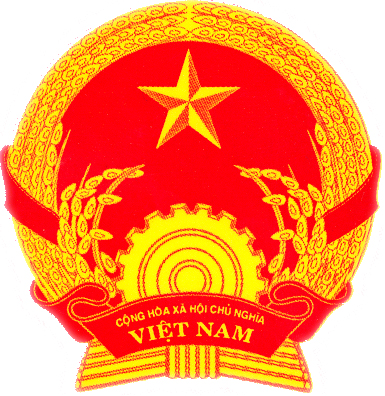 CỘNG HÒA XÃ HỘI CHỦ NGHĨA
VIỆT NAM